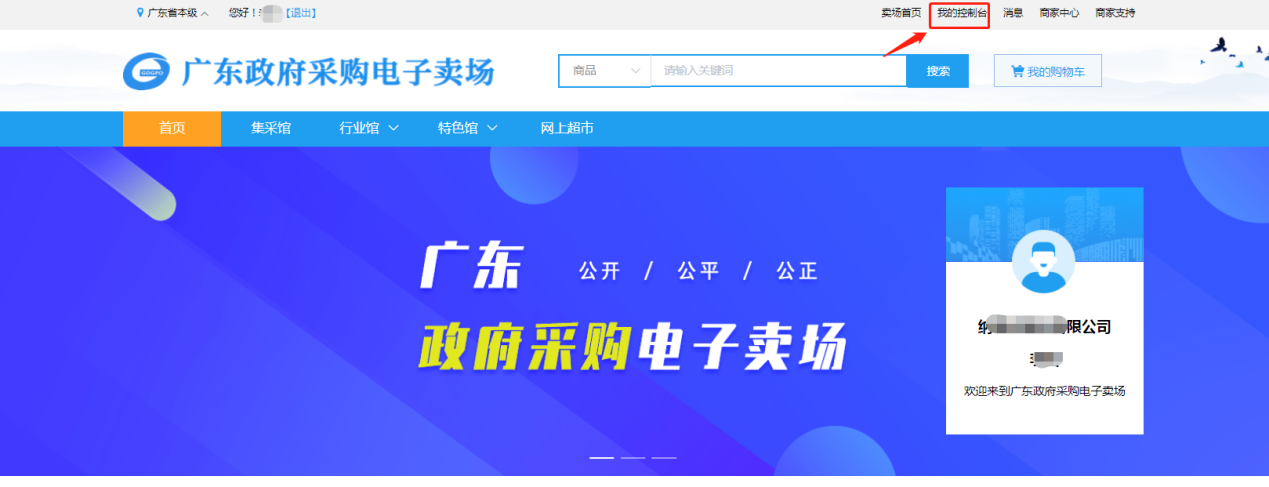 广东省本级 您好! 【退出】 卖场首页 我的控制台 消息 商家中心 商家支持
GDGPO 广东政府采购电子卖场 商品 请输入关键词 搜索 我的购物车
首页 集采馆 行业馆 特色馆 网上超市
广东 公开 / 公平 / 公正
政府采购电子卖场
纳 限公司
欢迎来到广东政府采购电子卖场